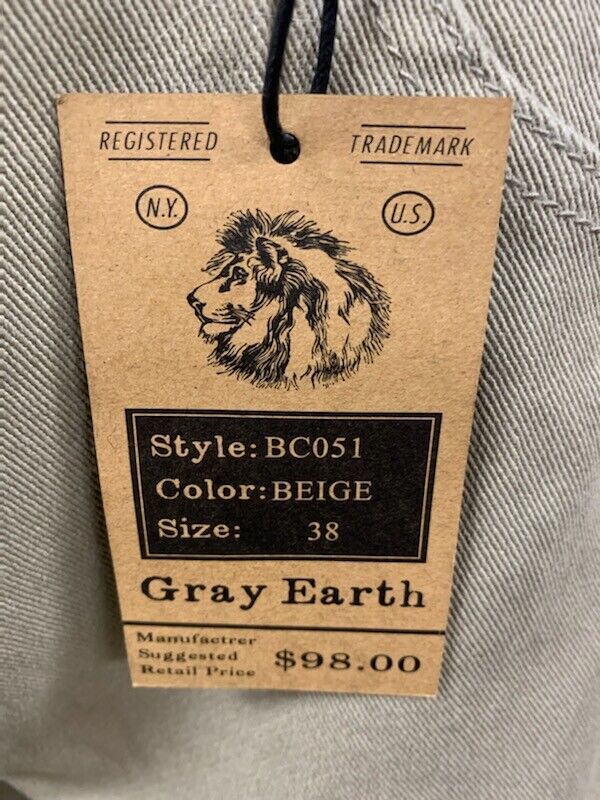 REGISTERED TRADEMARK
N.Y. U.S.
Style: BC051
Color: BEIGE
Size: 38
Gray Earth
Manufactrer
Suggested
Retail Price $98.00